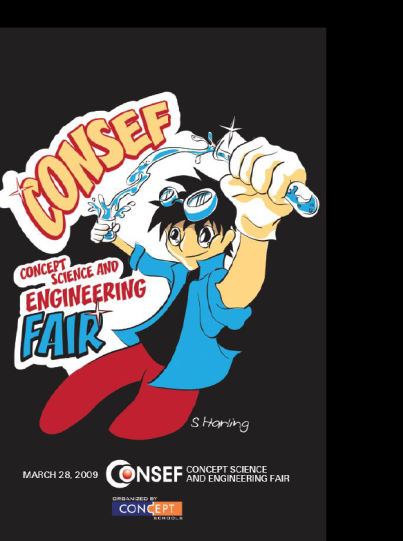 CONSEF
CONCEPT
SCIENCE AND
ENGINEERING
FAIR
S Harling
MARCH 28, 2009
CONSEF
CONCEPT SCIENCE
AND ENGINEERING FAIR
ORGANIZED BY
CONCEPT
SCHOOLS